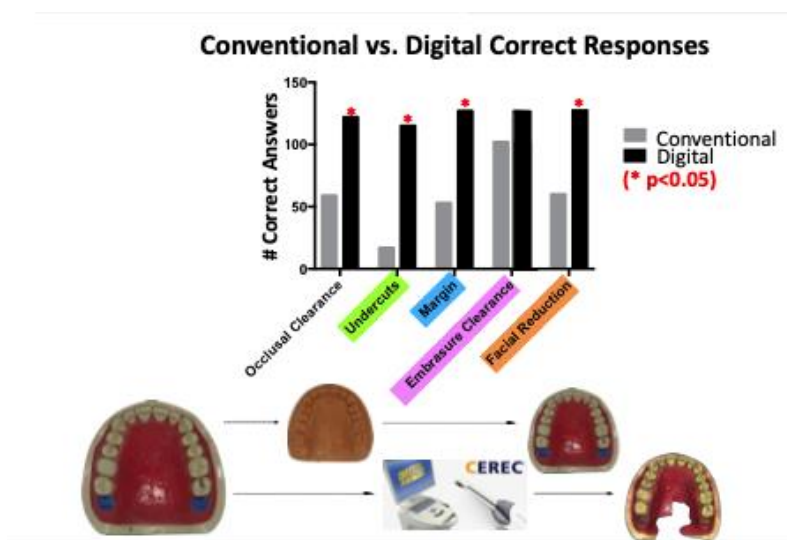 Conventional vs. Digital Correct Responses
# Correct Answers
150
100
50
0
*
*
*
*
Conventional
Digital
(* p<0.05)
Occlusal Clearance
Undercuts
Margin
Embrasure Clearance
Facial Reduction
CEREC